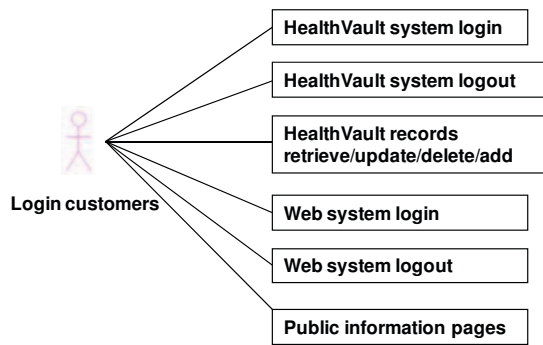 HealthVault system login
HealthVault system logout
HealthVault records
retrieve/update/delete/add
Login customers
Web system login
Web system logout
Public information pages